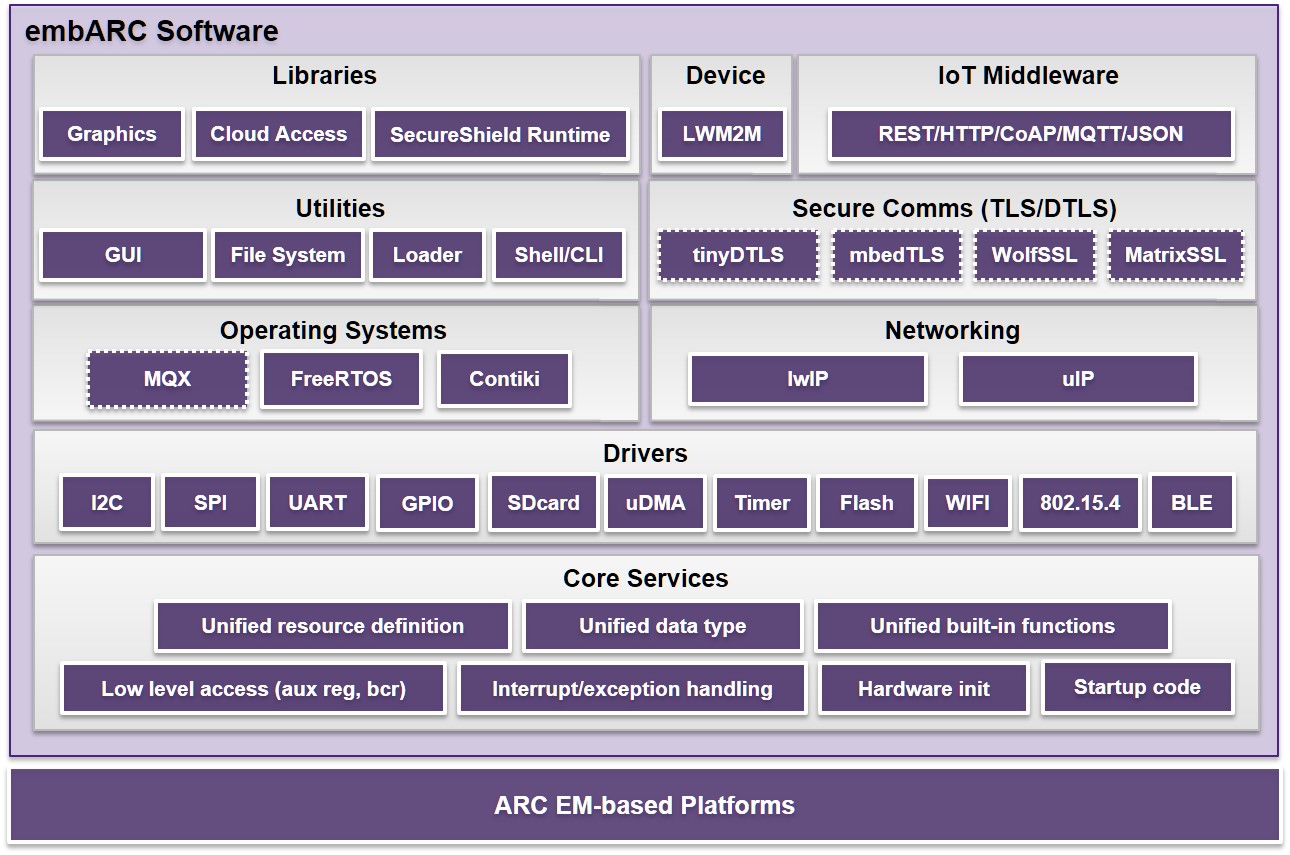 embARC Software
Libraries
Device
IoT Middleware
Graphics
Cloud Access
SecureShield Runtime
LWM2M
REST/HTTP/CoAP/MQTT/JSON
Utilities
Secure Comms (TLS/DTLS)
GUI
File System
Loader
Shell/CLI
tinyDTLS
mbedTLS
WolfSSL
MatrixSSL
Operating Systems
Networking
MQX
FreeRTOS
Contiki
lwIP
uIP
Drivers
I2C
SPI
UART
GPIO
SDcard
uDMA
Timer
Flash
WIFI
802.15.4
BLE
Core Services
Unified resource definition
Unified data type
Unified built-in functions
Low level access (aux reg, bcr)
Interrupt/exception handling
Hardware init
Startup code
ARC EM-based Platforms